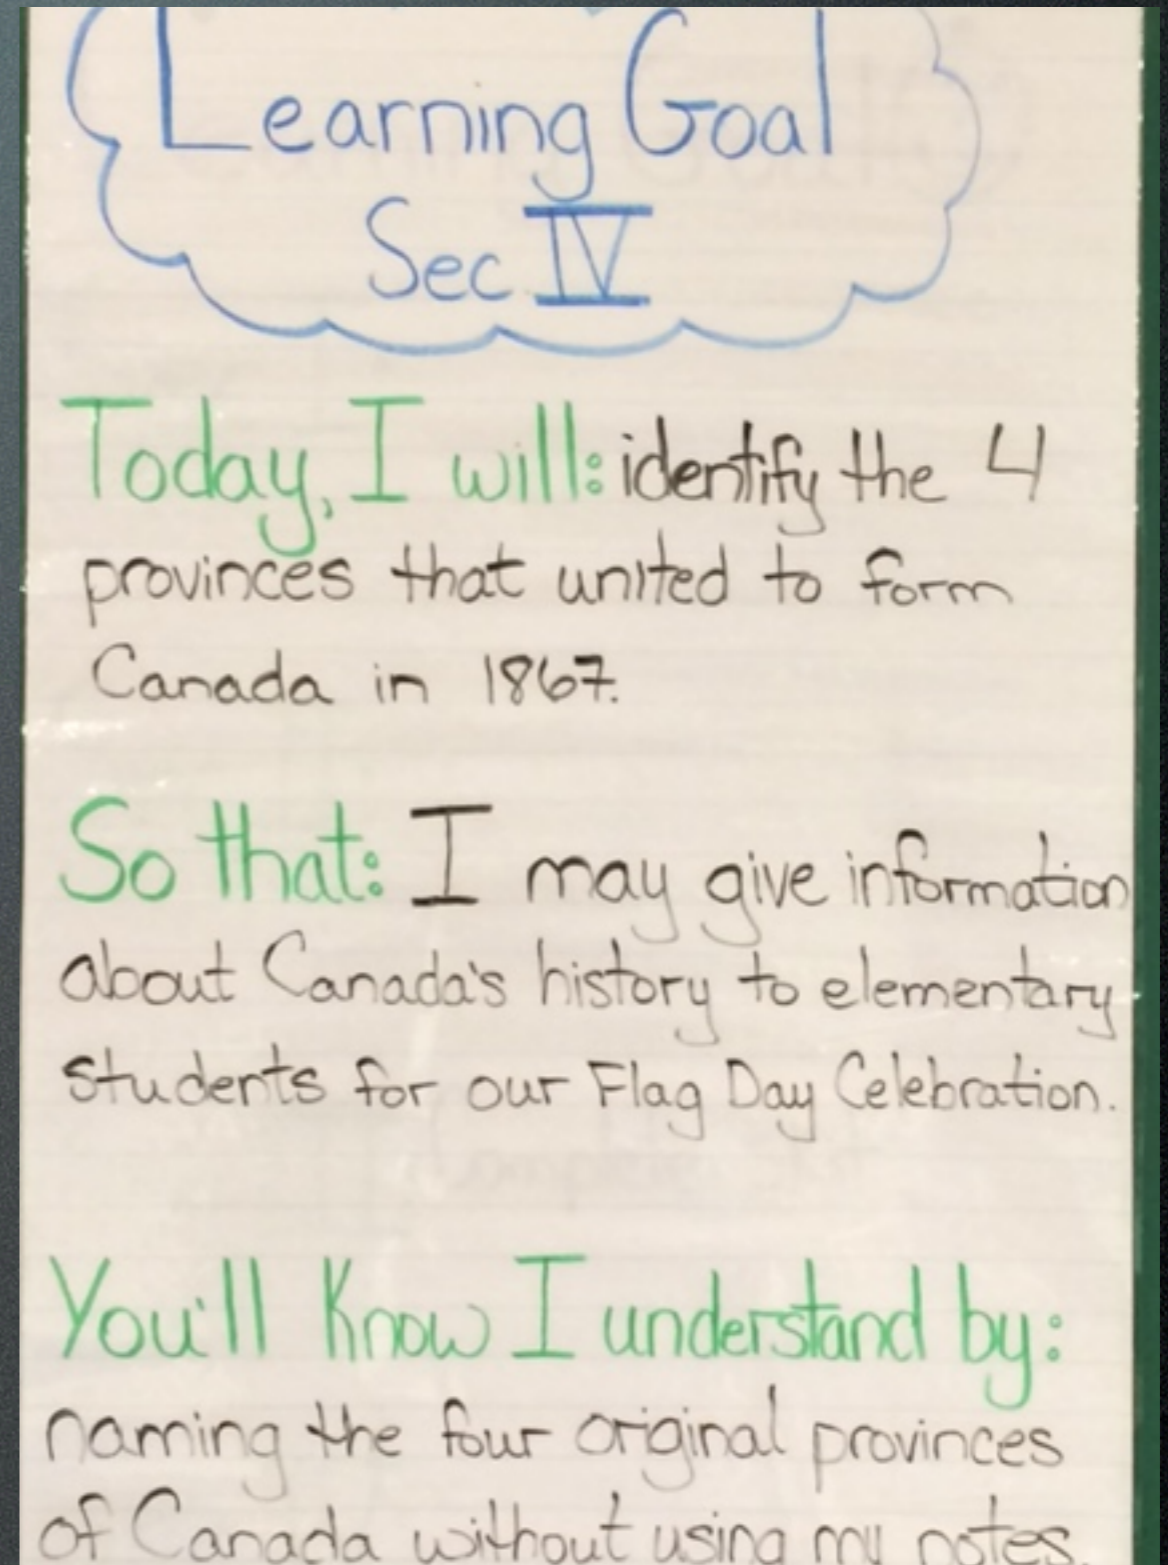 Learning Goal
Sec IV
Today, I will: identify the 4
provinces that united to form
Canada in 1867.
So that: I may give information
about Canada's history to elementary
students for our Flag Day Celebration.
You'll Know I understand by:
naming the four original provinces
of Canada without using my notes.